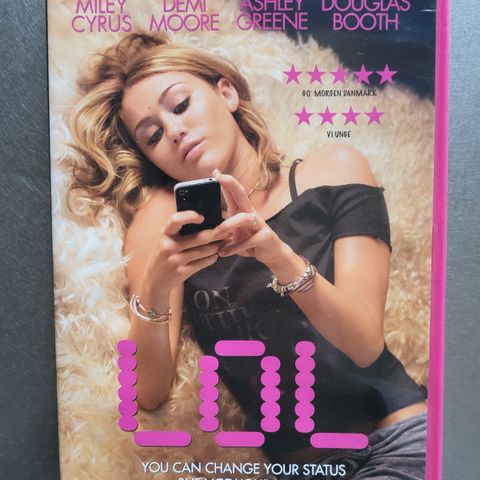 MILEY DEMI ASHLEY DOUGLAS
CYRUS MOORE GREENE BOOTH
GO' MORGEN DANMARK
VI UNGE
ON
LOL
YOU CAN CHANGE YOUR STATUS